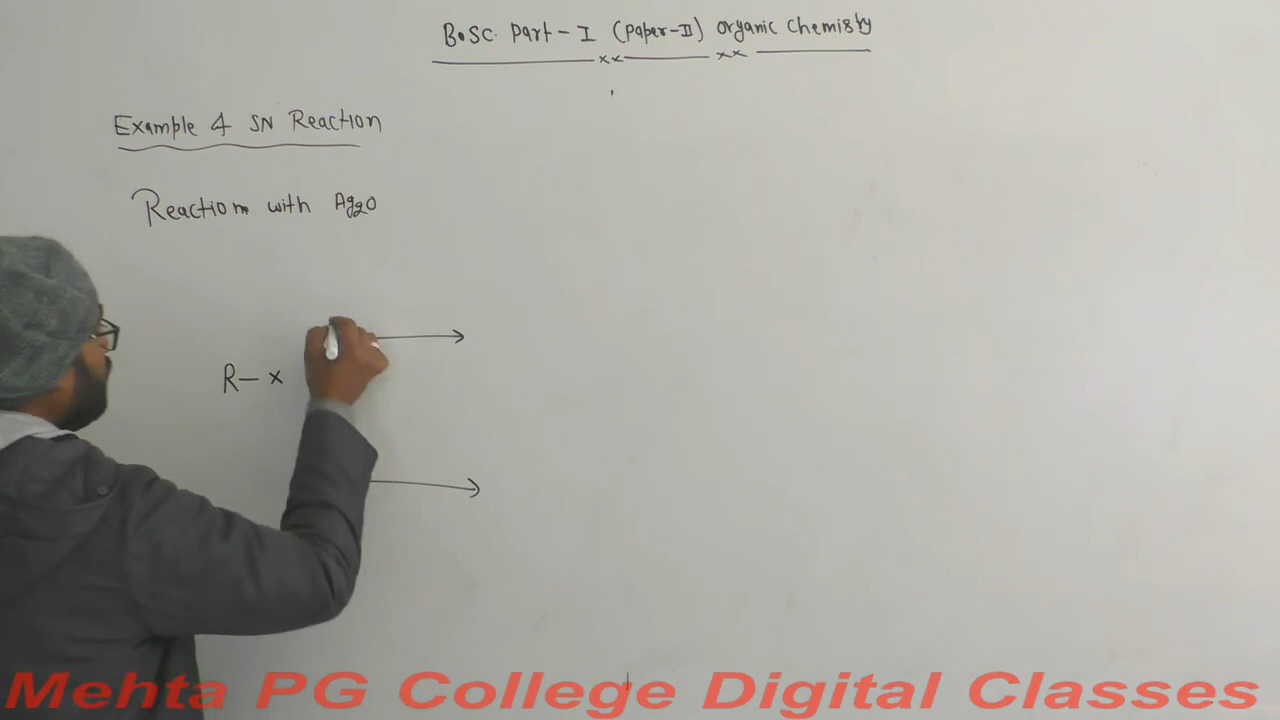 B.SC. Part - I (Paper-II) Organic Chemistry
Example 4 SN Reaction
Reaction with Ag2O
R - x
Mehta PG College Digital Classes